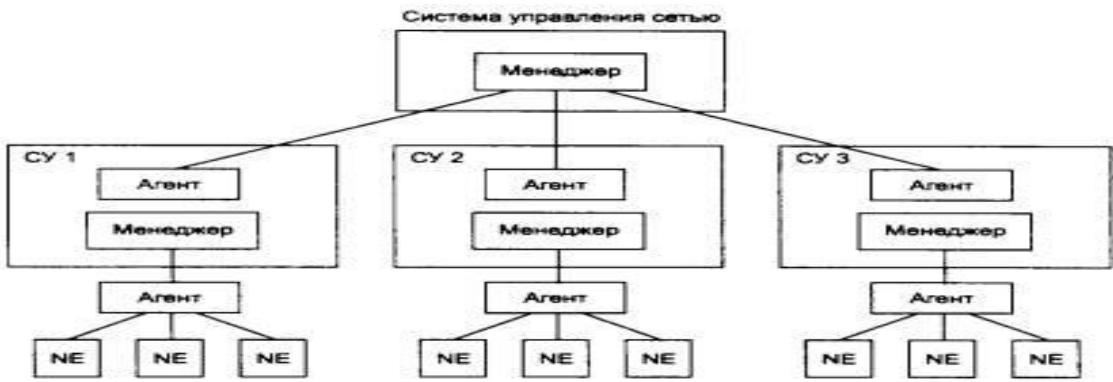 Система управления сетью
Менеджер
СУ 1
СУ 2
СУ 3
Агент
Агент
Агент
Менеджер
Менеджер
Менеджер
Агент
Агент
Агент
NE NE NE NE NE NE NE NE NE